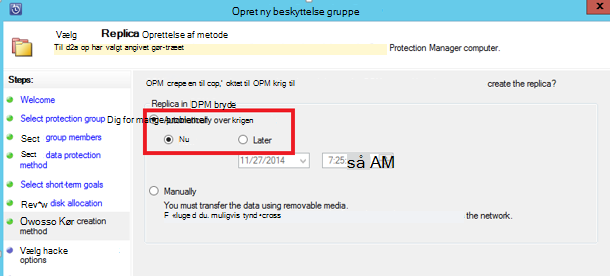 Opret ny beskyttelse gruppe
x
Vælg Replica Oprettelse af metode
Til d2a op har valgt angivet gør-træet Protection Manager computer.
Steps:
Welcome
Select protection group
Dig for mange
Sect group members
Sect data protection
method
Select short-term goals
Rev*w disk allocation
Owosso Kør creation
method
Vælg hacke
options
OPM crepe en til cop,' oktet til OPM krig til create the replica?
Replica in DPM bryde
over krigen
Nu Later
11/27/2014 7:25: så AM
Manually
You must transfer the data using removable media.
F «luge d du. muligvis tynd •cross the network.